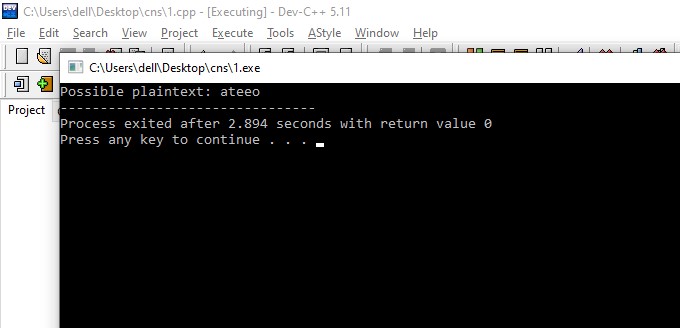 DEV
C:\Users\dell\Desktop\cns\1.cpp - [Executing] - Dev-C++ 5.11
File Edit Search View Project Execute Tools AStyle Window Help
C:\Users\dell\Desktop\cns\1.exe
Possible plaintext: ateeo
--------------------------------
Process exited after 2.894 seconds with return value 0
Press any key to continue . . .
Project